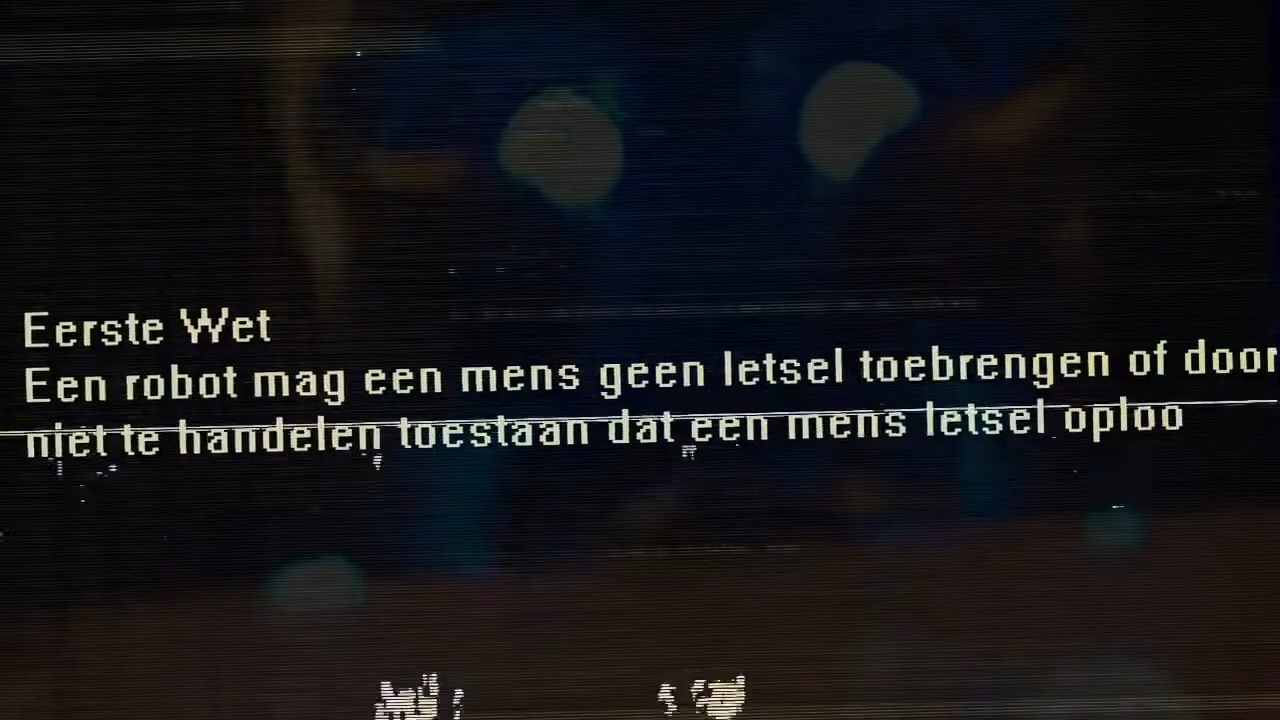 Eerste Wet
Een robot mag een mens geen letsel toebrengen of door
niet te handelen toestaan dat een mens letsel oploo